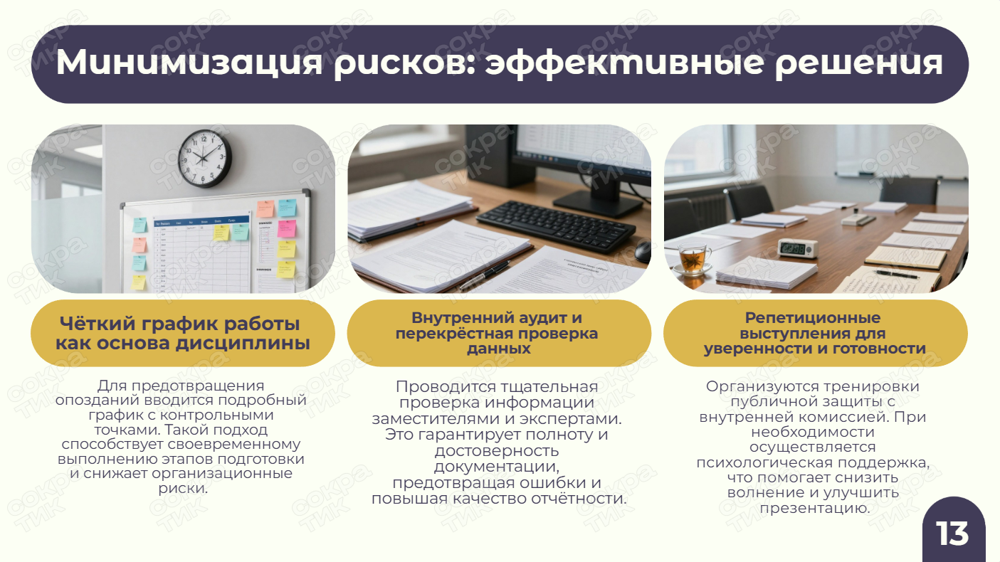 Минимизация рисков: эффективные решения
Чёткий график работы
как основа дисциплины
Для предотвращения
опозданий вводится подробный
график с контрольными
точками. Такой подход
способствует своевременному
выполнению этапов подготовки
и снижает организационные
риски.
Внутренний аудит и
перекрёстная проверка
данных
Проводится тщательная
проверка информации
заместителями и экспертами.
Это гарантирует полноту и
достоверность
документации,
предотвращая ошибки и
повышая качество отчётности.
Репетиционные
выступления для
уверенности и готовности
Организуются тренировки
публичной защиты с
внутренней комиссией. При
необходимости
осуществляется
психологическая поддержка,
что помогает снизить
волнение и улучшить
презентацию.
13
сократик